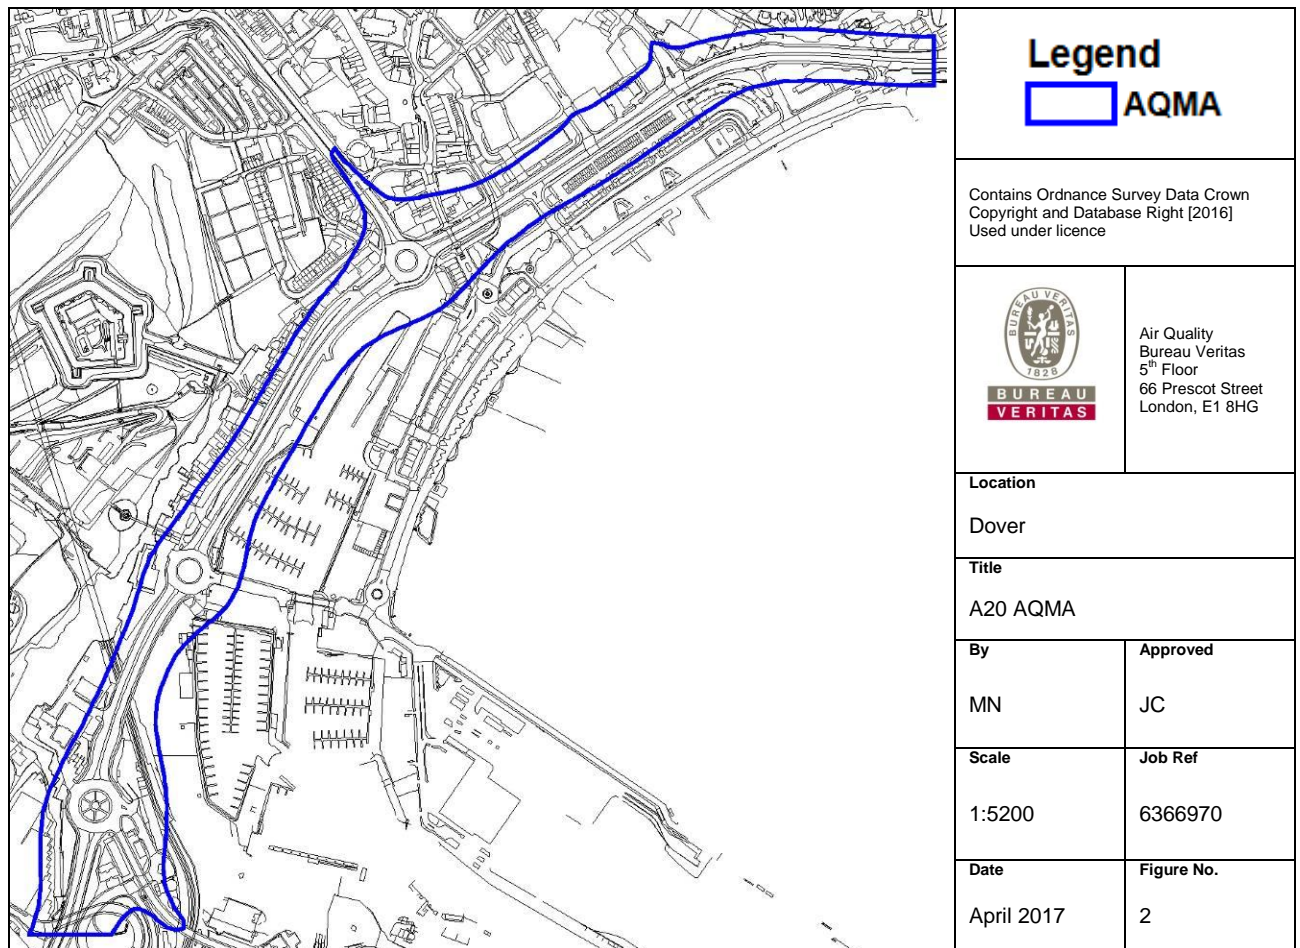 Legend
AQMA
Contains Ordnance Survey Data Crown
Copyright and Database Right [2016]
Used under licence
BUREAU VERITAS
1828
BUREAU
VERITAS
Air Quality
Bureau Veritas
5th Floor
66 Prescot Street
London, E1 8HG
Location
Dover
Title
A20 AQMA
By
MN
Approved
JC
Scale
1:5200
Job Ref
6366970
Date
April 2017
Figure No.
2